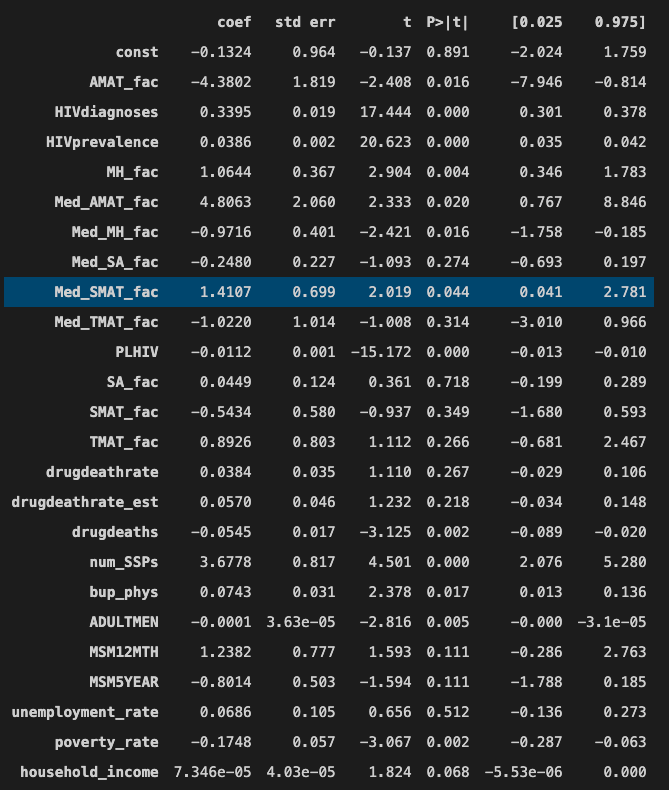 coef std err t P>|t| [0.025 0.975]
const -0.1324 0.964 -0.137 0.891 -2.024 1.759
AMAT_fac -4.3802 1.819 -2.408 0.016 -7.946 -0.814
HIVdiagnoses 0.3395 0.019 17.444 0.000 0.301 0.378
HIVprevalence 0.0386 0.002 20.623 0.000 0.035 0.042
MH_fac 1.0644 0.367 2.904 0.004 0.346 1.783
Med_AMAT_fac 4.8063 2.060 2.333 0.020 0.767 8.846
Med_MH_fac -0.9716 0.401 -2.421 0.016 -1.758 -0.185
Med_SA_fac -0.2480 0.227 -1.093 0.274 -0.693 0.197
Med_SMAT_fac 1.4107 0.699 2.019 0.044 0.041 2.781
Med_TMAT_fac -1.0220 1.014 -1.008 0.314 -3.010 0.966
PLHIV -0.0112 0.001 -15.172 0.000 -0.013 -0.010
SA_fac 0.0449 0.124 0.361 0.718 -0.199 0.289
SMAT_fac -0.5434 0.580 -0.937 0.349 -1.680 0.593
TMAT_fac 0.8926 0.803 1.112 0.266 -0.681 2.467
drugdeathrate 0.0384 0.035 1.110 0.267 -0.029 0.106
drugdeathrate_est 0.0570 0.046 1.232 0.218 -0.034 0.148
drugdeaths -0.0545 0.017 -3.125 0.002 -0.089 -0.020
num_SSPs 3.6778 0.817 4.501 0.000 2.076 5.280
bup_phys 0.0743 0.031 2.378 0.017 0.013 0.136
ADULTMEN -0.0001 3.63e-05 -2.816 0.005 -0.000 -3.1e-05
MSM12MTH 1.2382 0.777 1.593 0.111 -0.286 2.763
MSM5YEAR -0.8014 0.503 -1.594 0.111 -1.788 0.185
unemployment_rate 0.0686 0.105 0.656 0.512 -0.136 0.273
poverty_rate -0.1748 0.057 -3.067 0.002 -0.287 -0.063
household_income 7.346e-05 4.03e-05 1.824 0.068 -5.53e-06 0.000